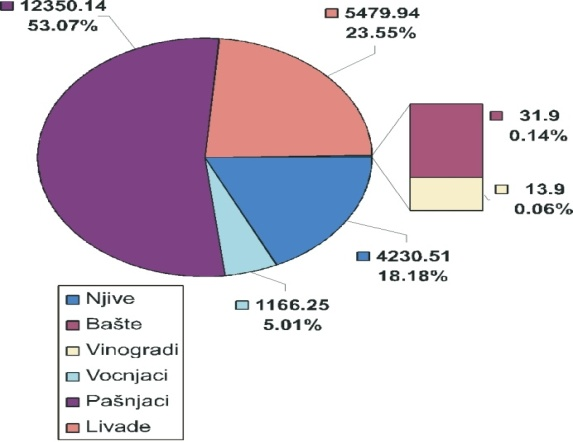 12350.14
53.07%
5479.94
23.55%
31.9
0.14%
13.9
0.06%
4230.51
18.18%
1166.25
5.01%
Njive
Bašte
Vinogradi
Vocnjaci
Pašnjaci
Livade